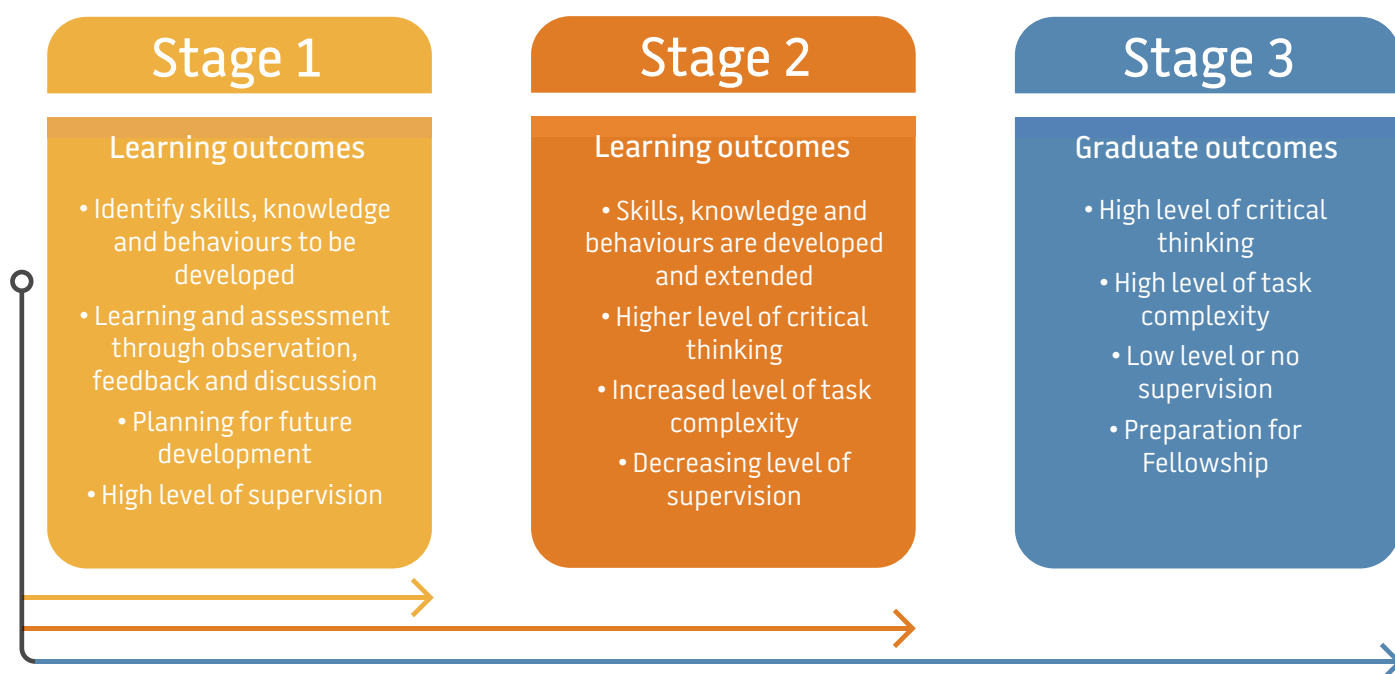 Stage 1
Learning outcomes
• Identify skills, knowledge
and behaviours to be
developed
• Learning and assessment
through observation,
feedback and discussion
• Planning for future
development
• High level of supervision
Stage 2
Learning outcomes
• Skills, knowledge and
behaviours are developed
and extended
• Higher level of critical
thinking
• Increased level of task
complexity
• Decreasing level of
supervision
Stage 3
Graduate outcomes
• High level of critical
thinking
• High level of task
complexity
• Low level or no
supervision
• Preparation for
Fellowship